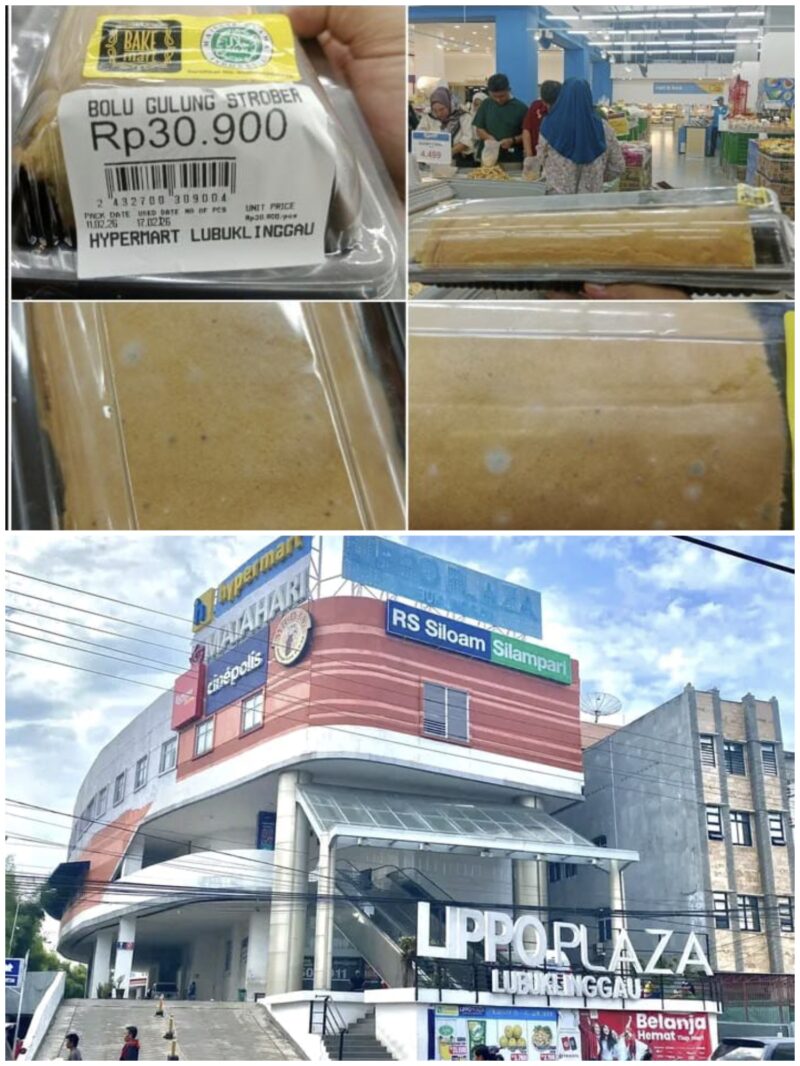 BAKE
mart
BOLU GULUNG STROBER
Rp30.900
2 432700 309004
PACK DATE USED DATE NO OF PCS UNIT PRICE
11.02.26 17.02.26 Rp30.900/pcs
HYPERMART LUBUKLINGGAU
4.499
hypermart
MATAHARI
cinépolis
RS Siloam Silampari
LIPPO PLAZA
LUBUKLINGGAU
Belanja
Hemat